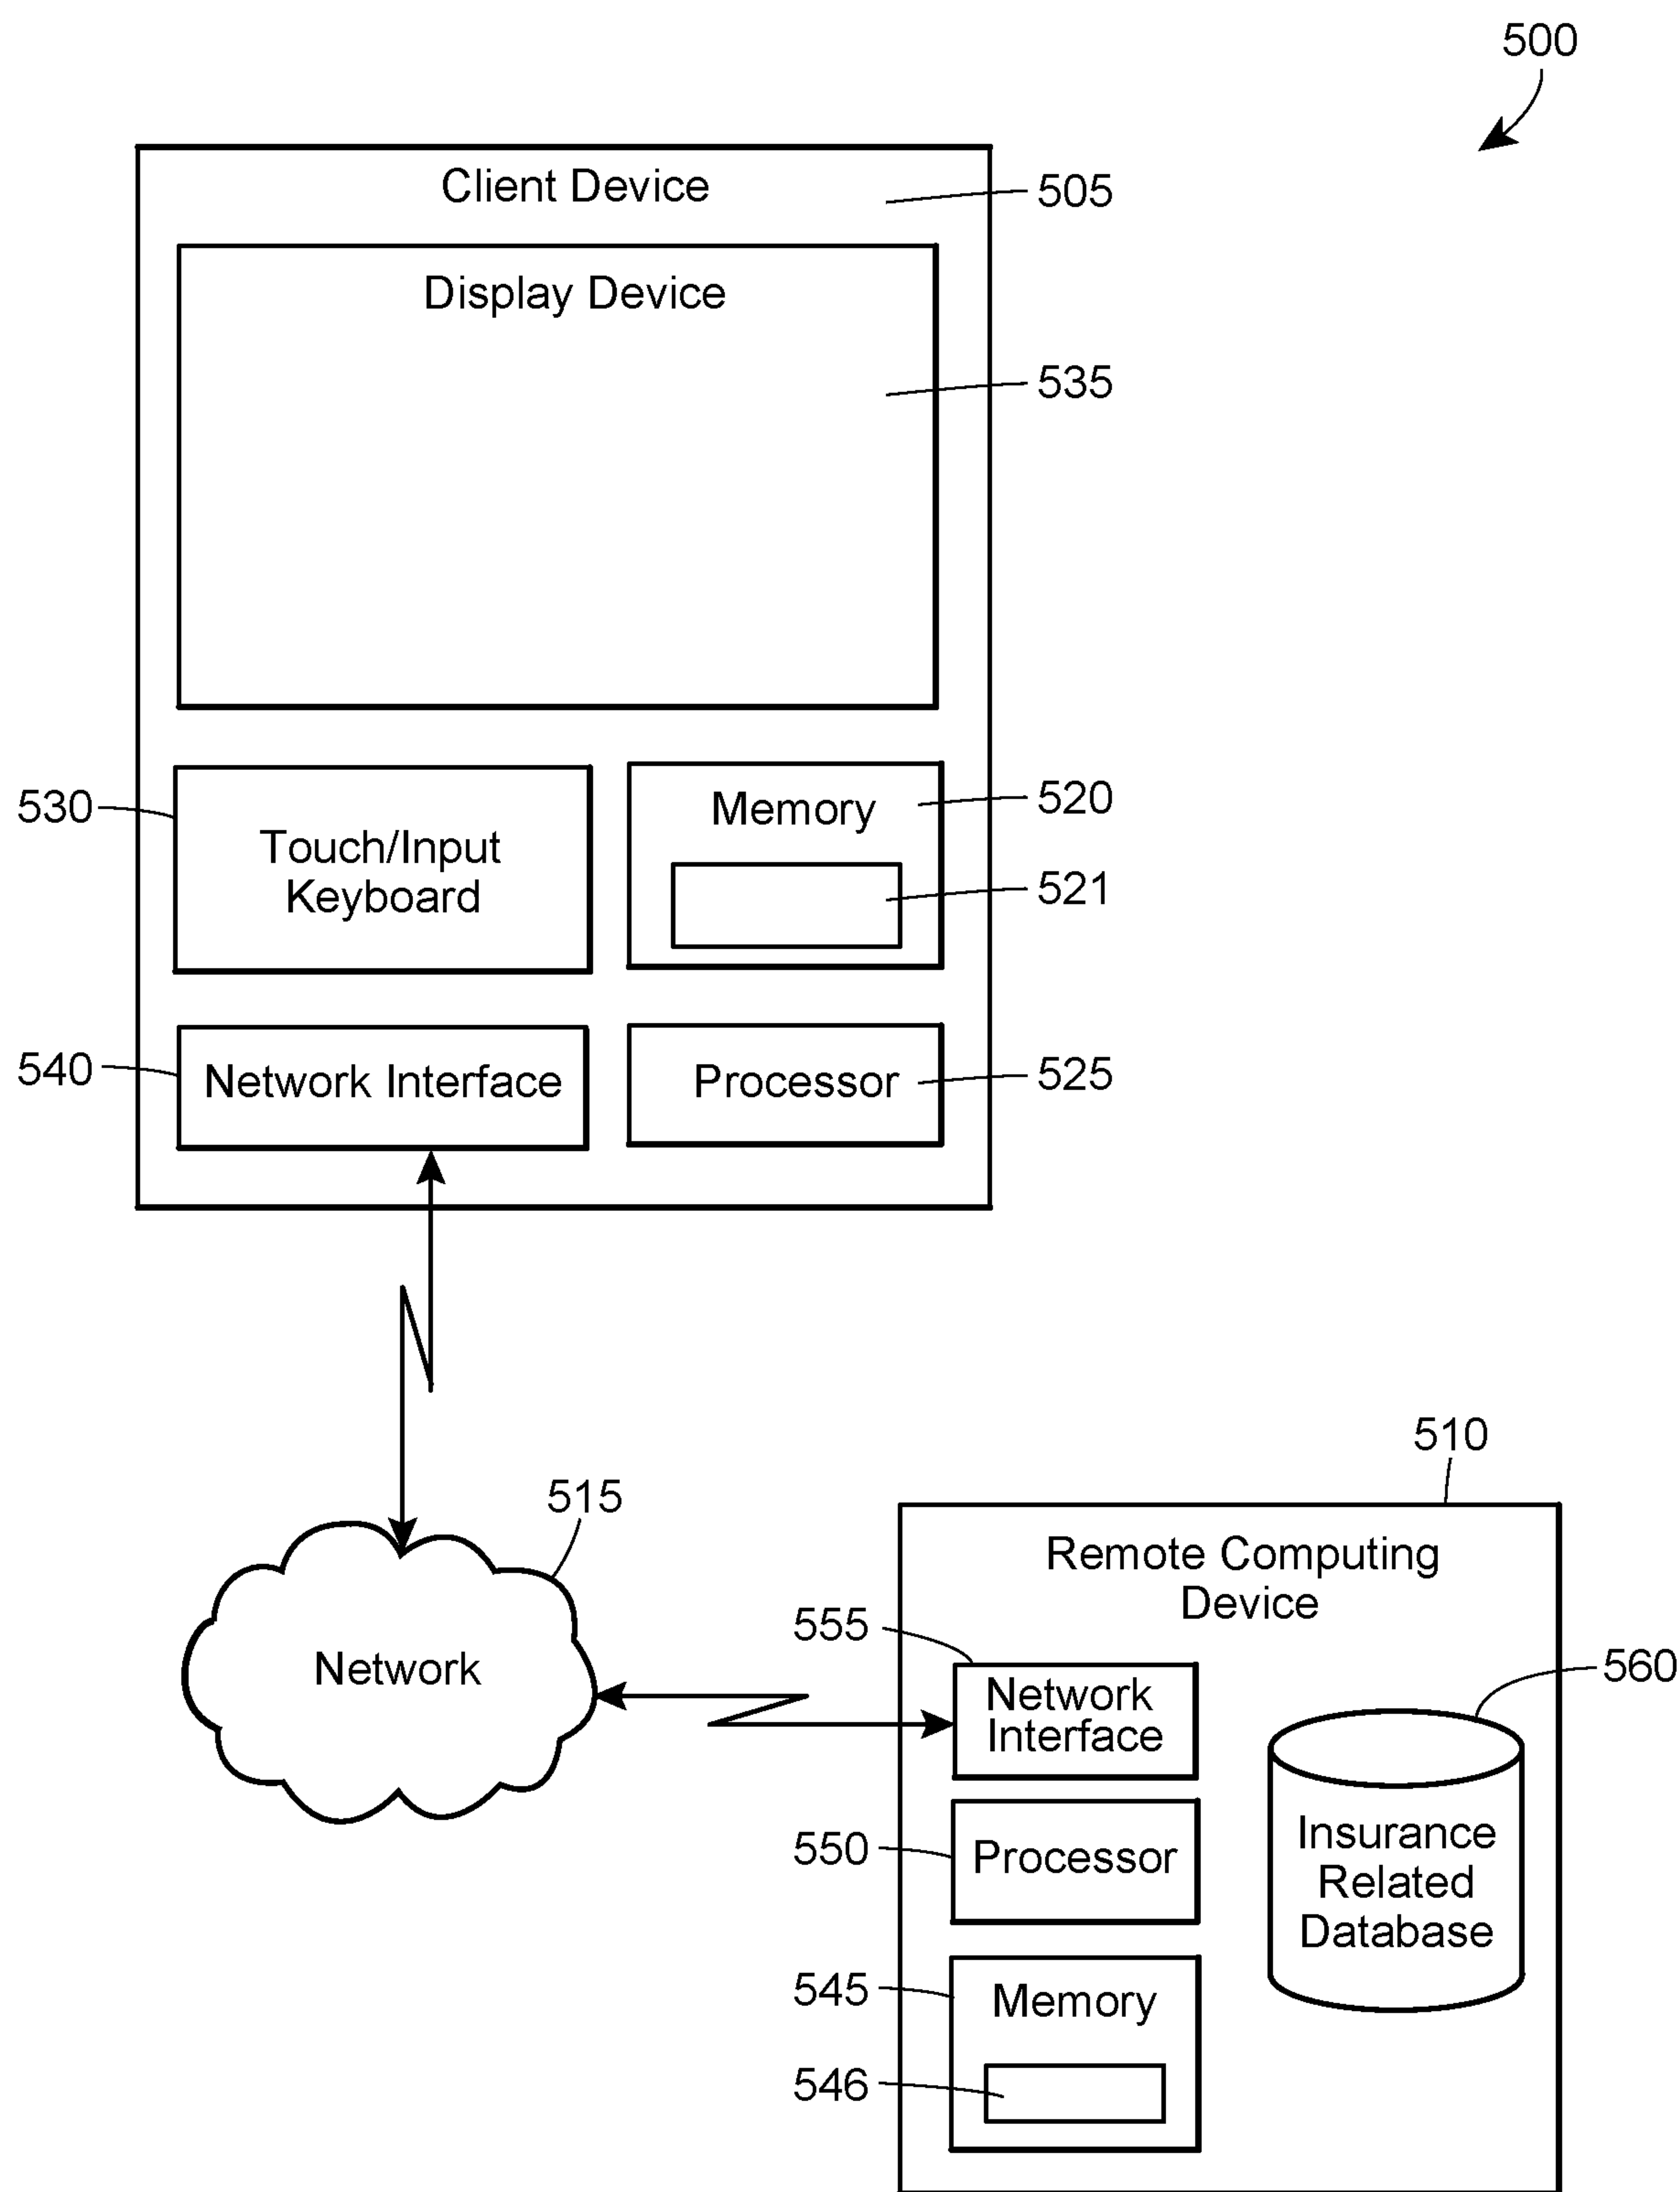 500
Client Device
505
Display Device
535
530
Touch/Input
Keyboard
Memory
520
521
540
Network Interface
Processor
525
510
515
Remote Computing
Device
Network
555
Network
Interface
560
550
Processor
Insurance
Related
Database
545
Memory
546